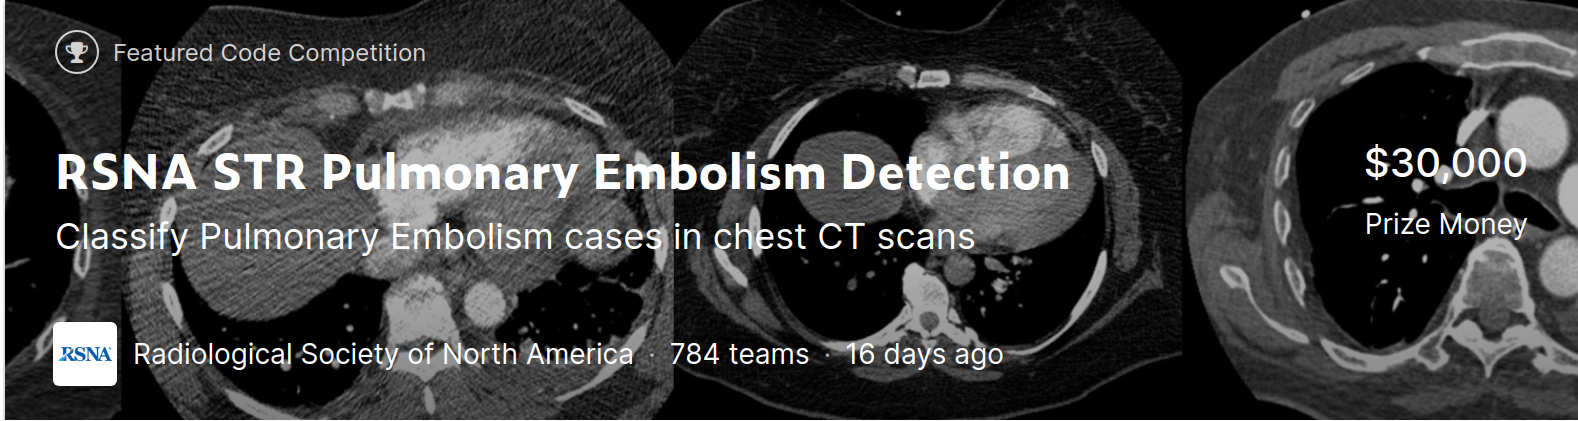 Featured Code Competition
RSNA STR Pulmonary Embolism Detection
$30,000
Classify Pulmonary Embolism cases in chest CT scans
Prize Money
RSNA
Radiological Society of North America · 784 teams · 16 days ago